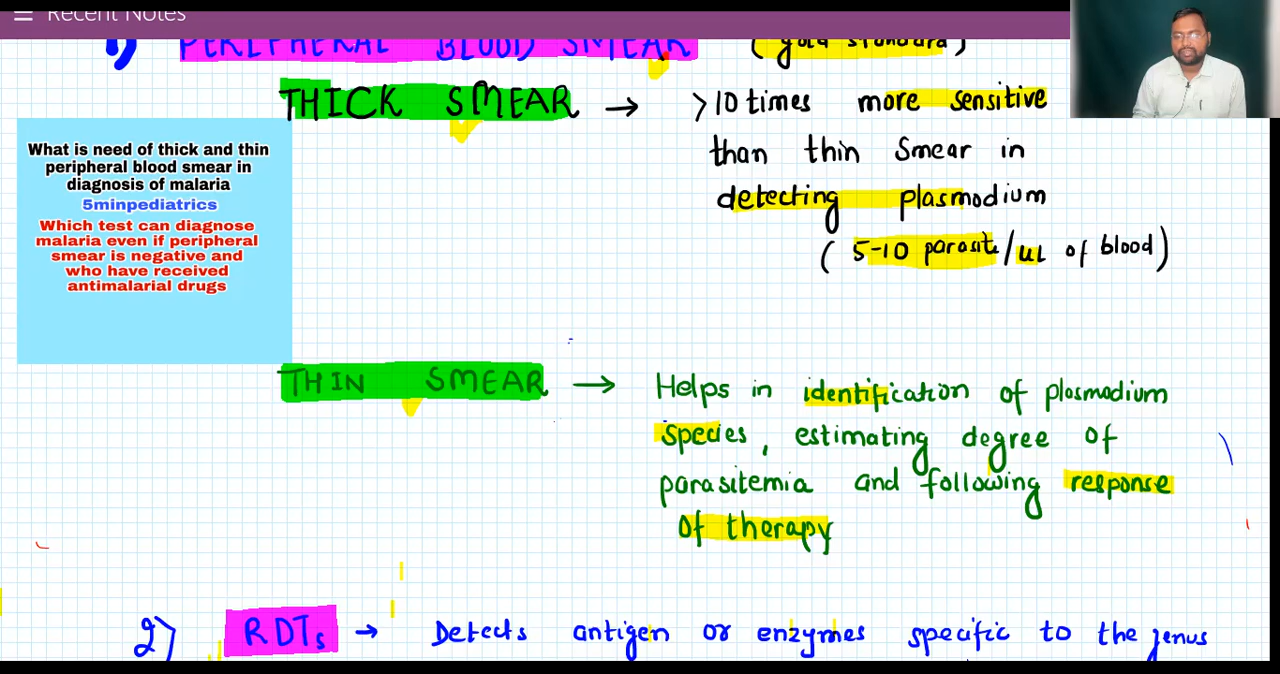 Recent Notes
1) PERIPHERAL BLOOD SMEAR (gold standard)
THICK SMEAR → >10 times more sensitive
than thin smear in
detecting plasmodium
( 5-10 parasite/uL of blood)
What is need of thick and thin
peripheral blood smear in
diagnosis of malaria
5minpediatrics
Which test can diagnose
malaria even if peripheral
smear is negative and
who have received
antimalarial drugs
THIN SMEAR → Helps in identification of plasmodium
species, estimating degree of
parasitemia and following response
of therapy
2) RDTs → Detects antigen or enzymes specific to the genus